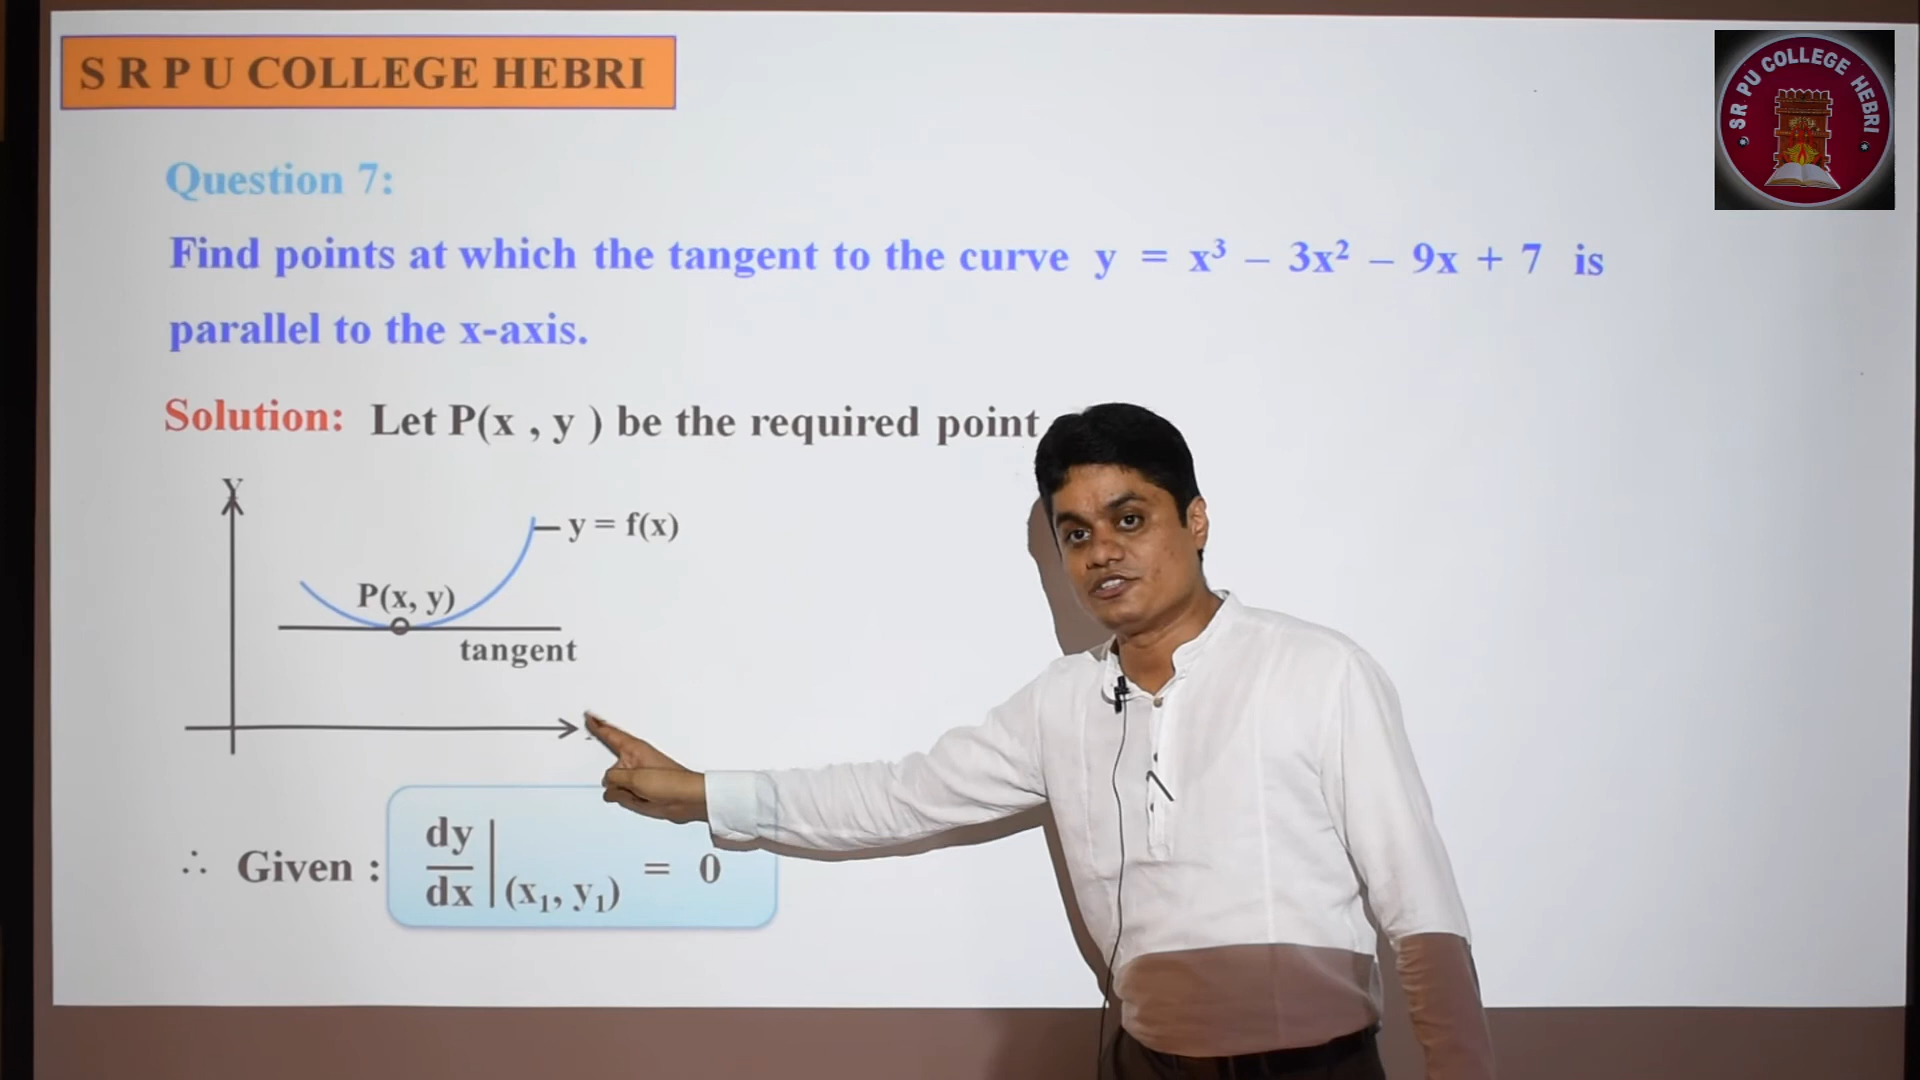 S R P U COLLEGE HEBRI
SR PU COLLEGE HEBRI
Question 7:
Find points at which the tangent to the curve y = x³ – 3x² – 9x + 7 is
parallel to the x-axis.
Solution: Let P(x , y ) be the required point
Y
y = f(x)
P(x, y)
tangent
∴ Given : dy/dx|(x₁, y₁) = 0